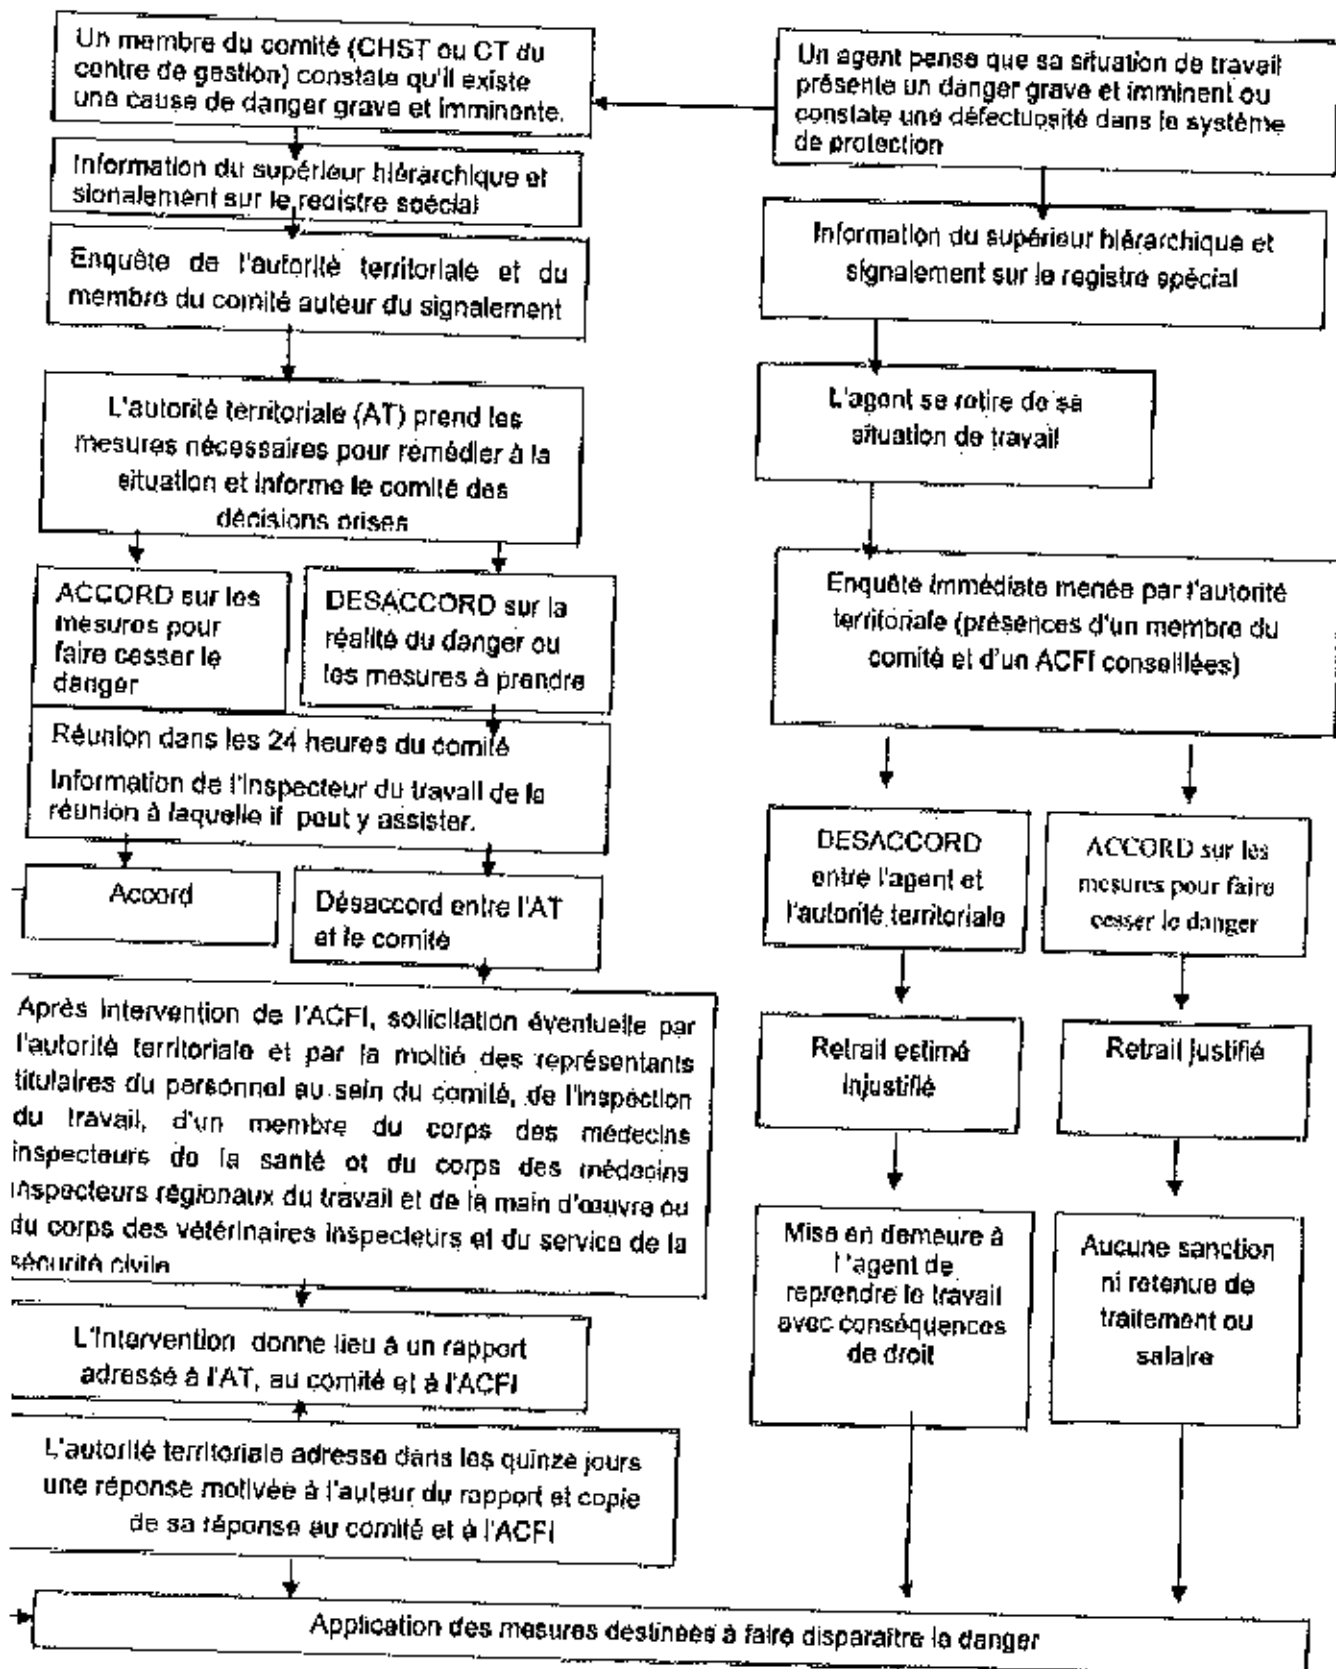 Un membre du comité (CHST ou CT du
centre de gestion) constate qu'il existe
une cause de danger grave et imminente.
Information du supérieur hiérarchique et
signalement sur le registre spécial
Enquête de l'autorité territoriale et du
membre du comité auteur du signalement
L'autorité territoriale (AT) prend les
mesures nécessaires pour remédier à la
situation et informe le comité des
décisions prises
ACCORD sur les
mesures pour
faire cesser le
danger
DESACCORD sur la
réalité du danger ou
les mesures à prendre
Réunion dans les 24 heures du comité
Information de l'inspecteur du travail de la
réunion à laquelle if peut y assister.
Accord
Désaccord entre l'AT
et le comité
Après intervention de l'ACFI, sollicitation éventuelle par
l'autorité territoriale et par la moitié des représentants
titulaires du personnel au sein du comité, de l'inspection
du travail, d'un membre du corps des médecins
inspecteurs de la santé et du corps des médecins
inspecteurs régionaux du travail et de la main d'œuvre ou
du corps des vétérinaires inspecteurs et du service de la
sécurité civile
L'intervention donne lieu à un rapport
adressé à l'AT, au comité et à l'ACFI
L'autorité territoriale adresse dans les quinze jours
une réponse motivée à l'auteur du rapport et copie
de sa réponse au comité et à l'ACFI
Un agent pense que sa situation de travail
présente un danger grave et imminent ou
constate une défectuosité dans le système
de protection
Information du supérieur hiérarchique et
signalement sur le registre spécial
L'agent se retire de sa
situation de travail
Enquête immédiate menée par l'autorité
territoriale (présences d'un membre du
comité et d'un ACFI conseillées)
DESACCORD
entre l'agent et
l'autorité territoriale
ACCORD sur les
mesures pour faire
cesser le danger
Retrait estimé
injustifié
Retrait justifié
Mise en demeure à
l'agent de
reprendre le travail
avec conséquences
de droit
Aucune sanction
ni retenue de
traitement ou
salaire
Application des mesures destinées à faire disparaître le danger